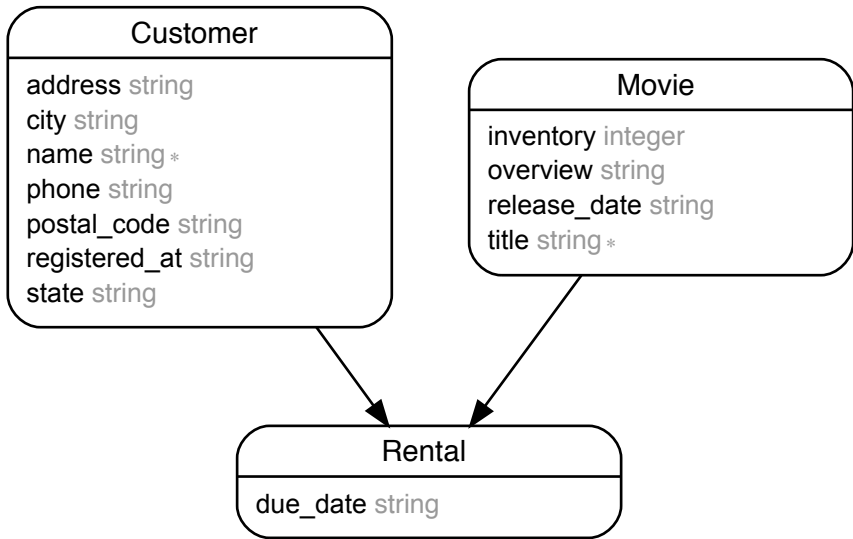 Customer
address string
city string
name string *
phone string
postal_code string
registered_at string
state string
Movie
inventory integer
overview string
release_date string
title string *
Rental
due_date string